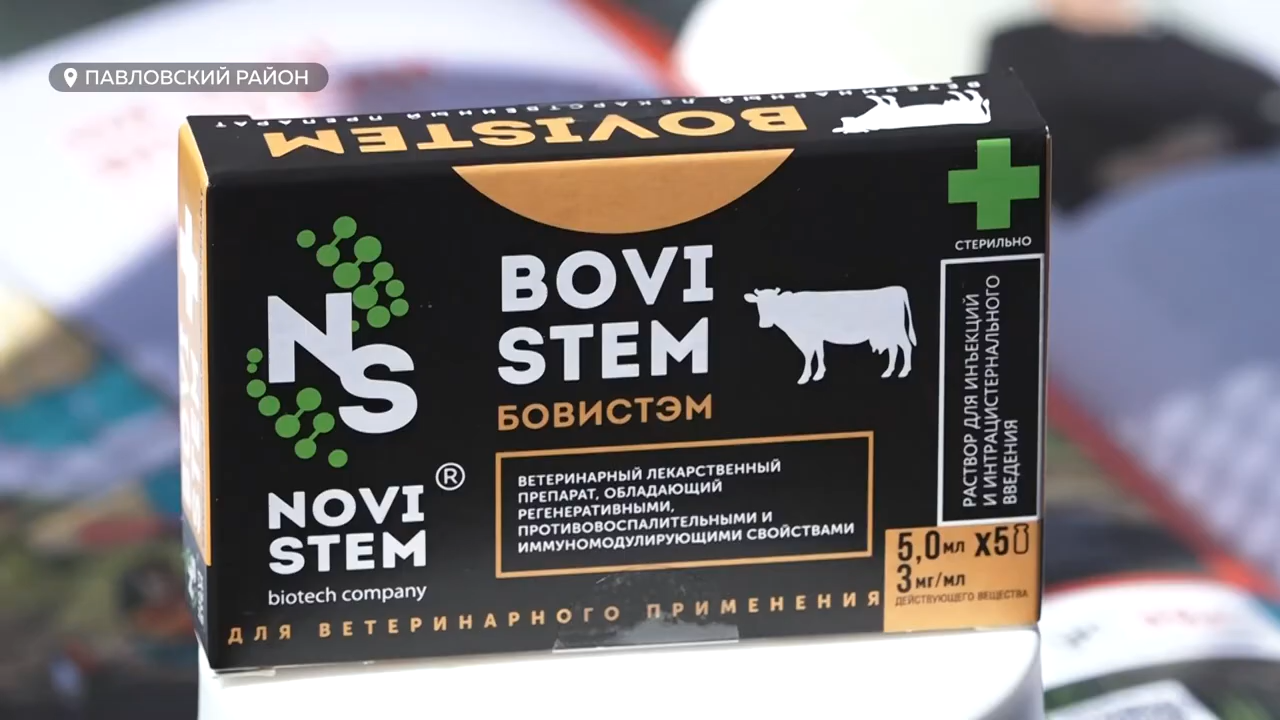 ПАВЛОВСКИЙ РАЙОН
ВЕТЕРИНАРНЫЙ ЛЕКАРСТВЕННЫЙ ПРЕПАРАТ
BOVISTEM
СТЕРИЛЬНО
BOVI
STEM
БОВИСТЭМ
NS
NOVI
STEM
®
biotech company
ВЕТЕРИНАРНЫЙ ЛЕКАРСТВЕННЫЙ
ПРЕПАРАТ, ОБЛАДАЮЩИЙ
РЕГЕНЕРАТИВНЫМИ,
ПРОТИВОВОСПАЛИТЕЛЬНЫМИ И
ИММУНОМОДУЛИРУЮЩИМИ СВОЙСТВАМИ
РАСТВОР ДЛЯ ИНЪЕКЦИЙ
И ИНТРАЦИСТЕРНАЛЬНОГО
ВВЕДЕНИЯ
5,0мл x5
3мг/мл
ДЕЙСТВУЮЩЕГО ВЕЩЕСТВА
ДЛЯ ВЕТЕРИНАРНОГО ПРИМЕНЕНИЯ